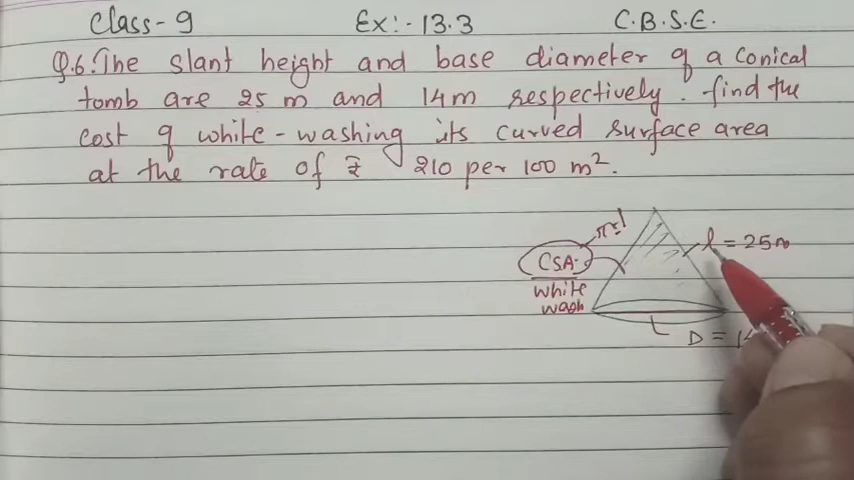 Class-9 Ex:-13.3 C.B.S.E.
Q.6. The slant height and base diameter of a conical
tomb are 25 m and 14m respectively. find the
cost of white-washing its curved surface area
at the rate of ₹ 210 per 100 m².
πrl
l = 25m
CSA
white
wash
D = 14